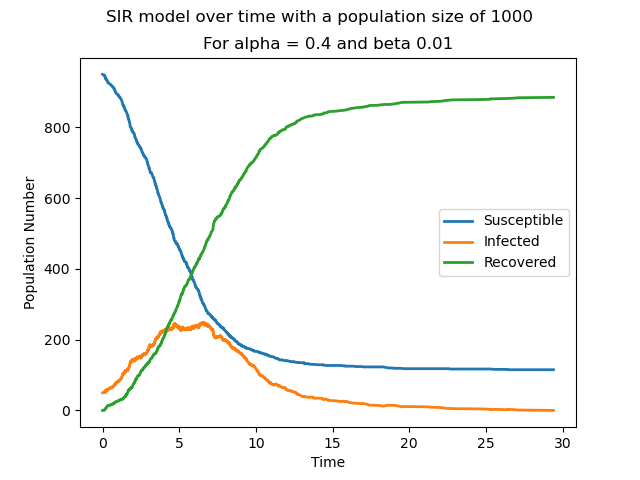 SIR model over time with a population size of 1000
For alpha = 0.4 and beta 0.01
Population Number
800
600
400
200
0
Susceptible
Infected
Recovered
0 5 10 15 20 25 30
Time